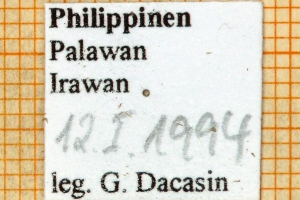 Philippinen
Palawan
Irawan
12.I.1994
leg. G. Dacasin